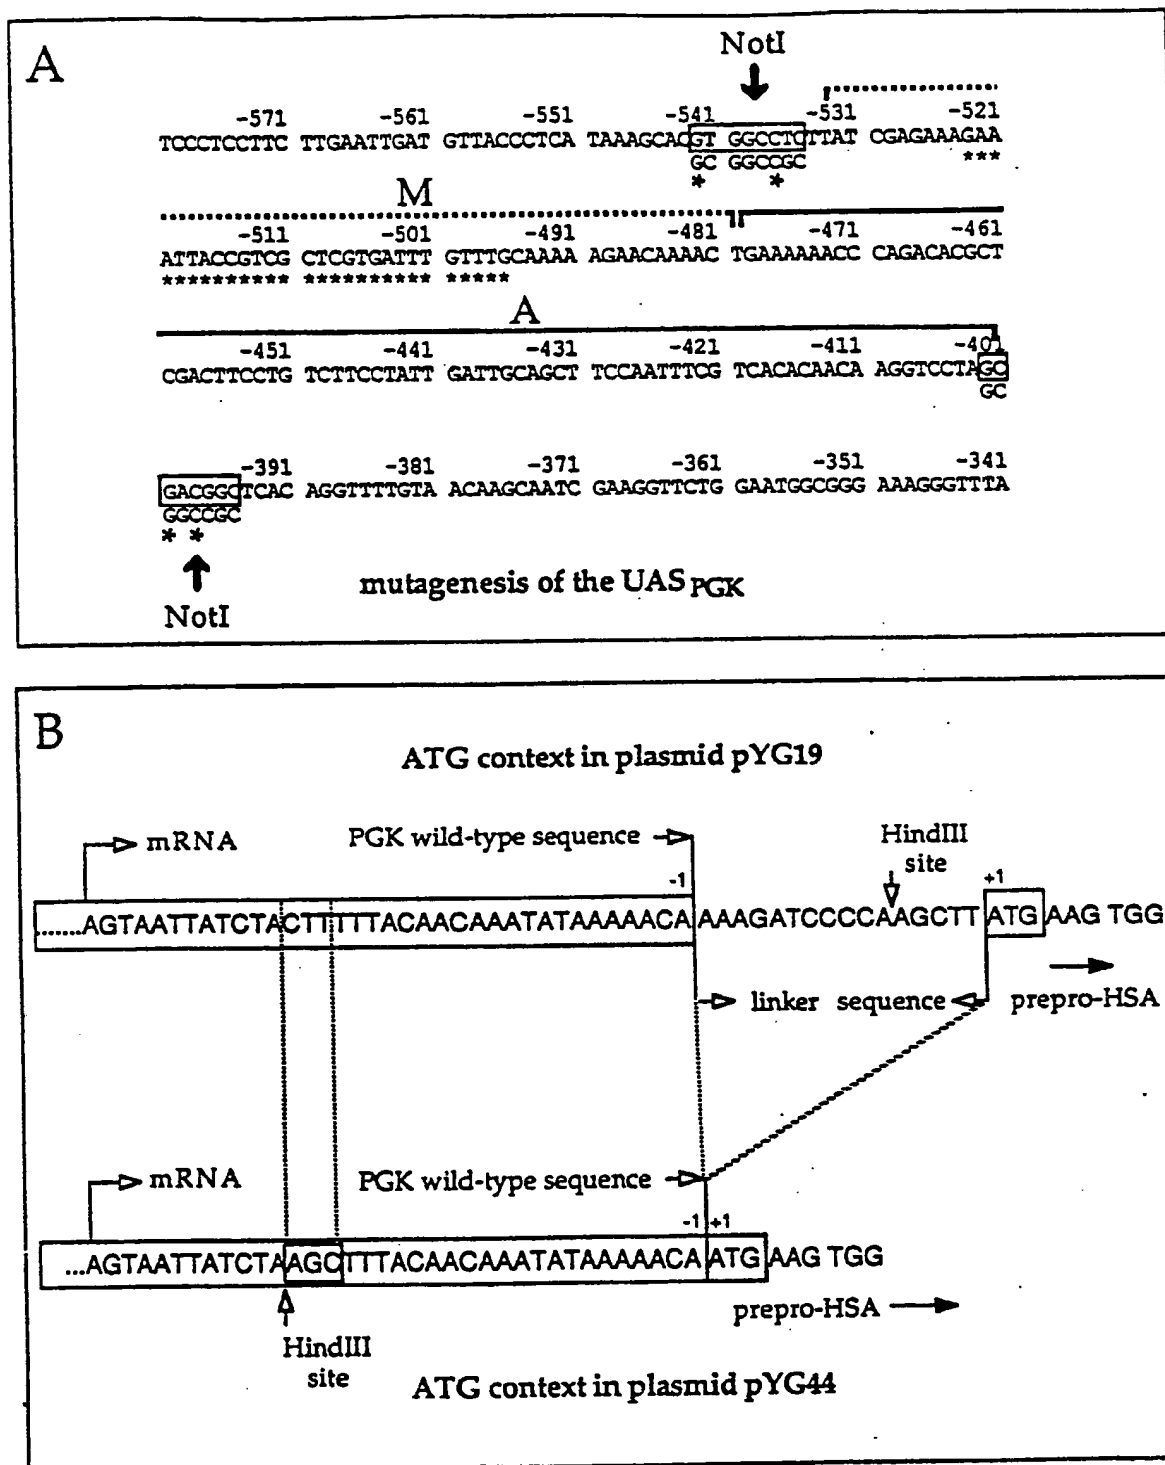 A
NotI
-571 -561 -551 -541 -531 -521
TCCCTCCTTC TTGAATTGAT GTTACCCTCA TAAAGCACGT GGCCTCTTAT CGAGAAAGAA
GC GGCCGC
* * ***
M
-511 -501 -491 -481 -471 -461
ATTACCGTCG CTCGTGATTT GTTTGCAAAA AGAACAAAAC TGAAAAAACC CAGACACGCT
********** ********** *****
A
-451 -441 -431 -421 -411 -401
CGACTTCCTG TCTTCCTATT GATTGCAGCT TCCAATTTCG TCACACAACA AGGTCCTAGC
GC
-391 -381 -371 -361 -351 -341
GACGGCTCAC AGGTTTTGTA ACAAGCAATC GAAGGTTCTG GAATGGCGGG AAAGGGTTTA
GGCCGC
* *
NotI
mutagenesis of the UAS PGK
B
ATG context in plasmid pYG19
mRNA
PGK wild-type sequence
HindIII
site
-1 +1
.......AGTAATTATCTACTTTTTACAACAAATATAAAAACA AAAGATCCCCAAGCTT ATG AAG TGG
linker sequence
prepro-HSA
mRNA
PGK wild-type sequence
-1 +1
...AGTAATTATCTAAGCTTTACAACAAATATAAAAACA ATG AAG TGG
prepro-HSA
HindIII
site
ATG context in plasmid pYG44